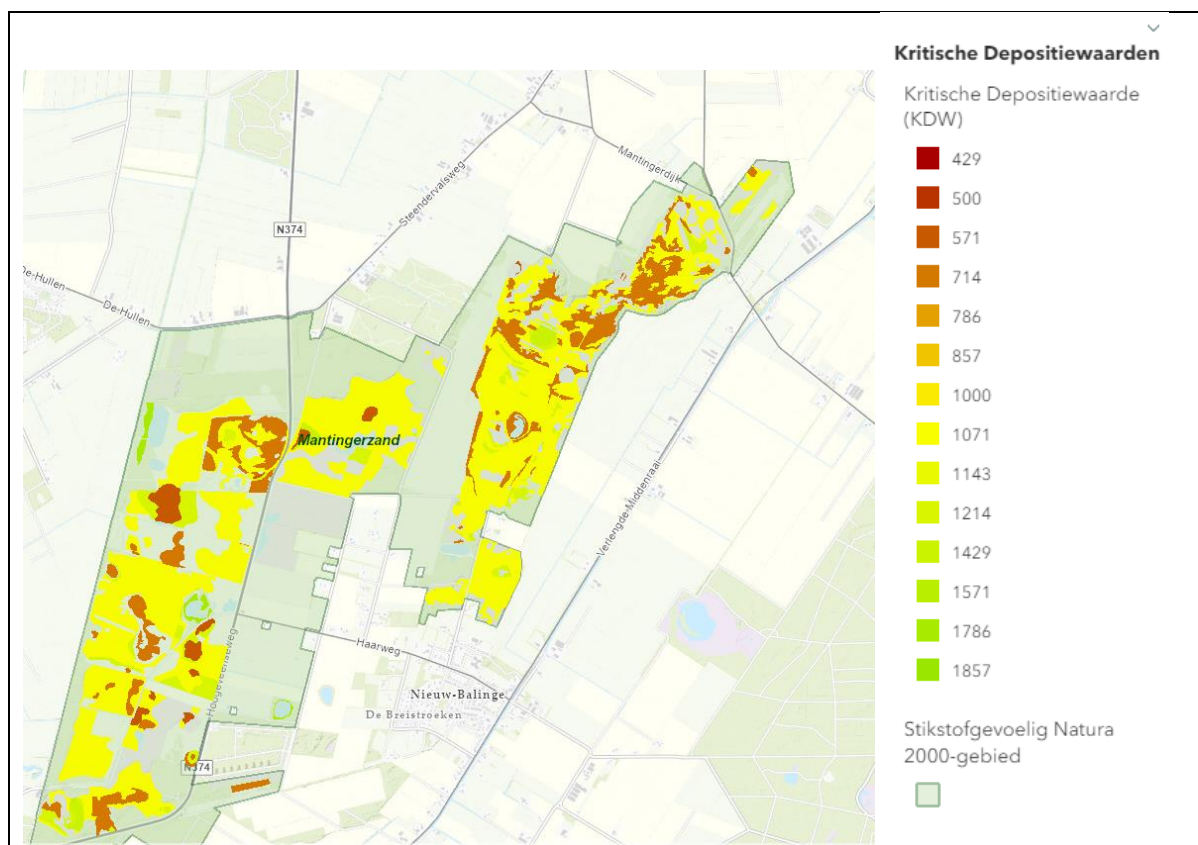 Kritische Depositiewaarden
Kritische Depositiewaarde
(KDW)
429
500
571
714
786
857
1000
1071
1143
1214
1429
1571
1786
1857
Stikstofgevoelig Natura
2000-gebied
Mantingerdijk
Steendervalsweg
N374
De-Hullen
De-Hullen
Mantingerzand
Verlengde-Middenraai
Hoogeveenseweg
Haarweg
Nieuw-Balinge
De Breistroeken
N374